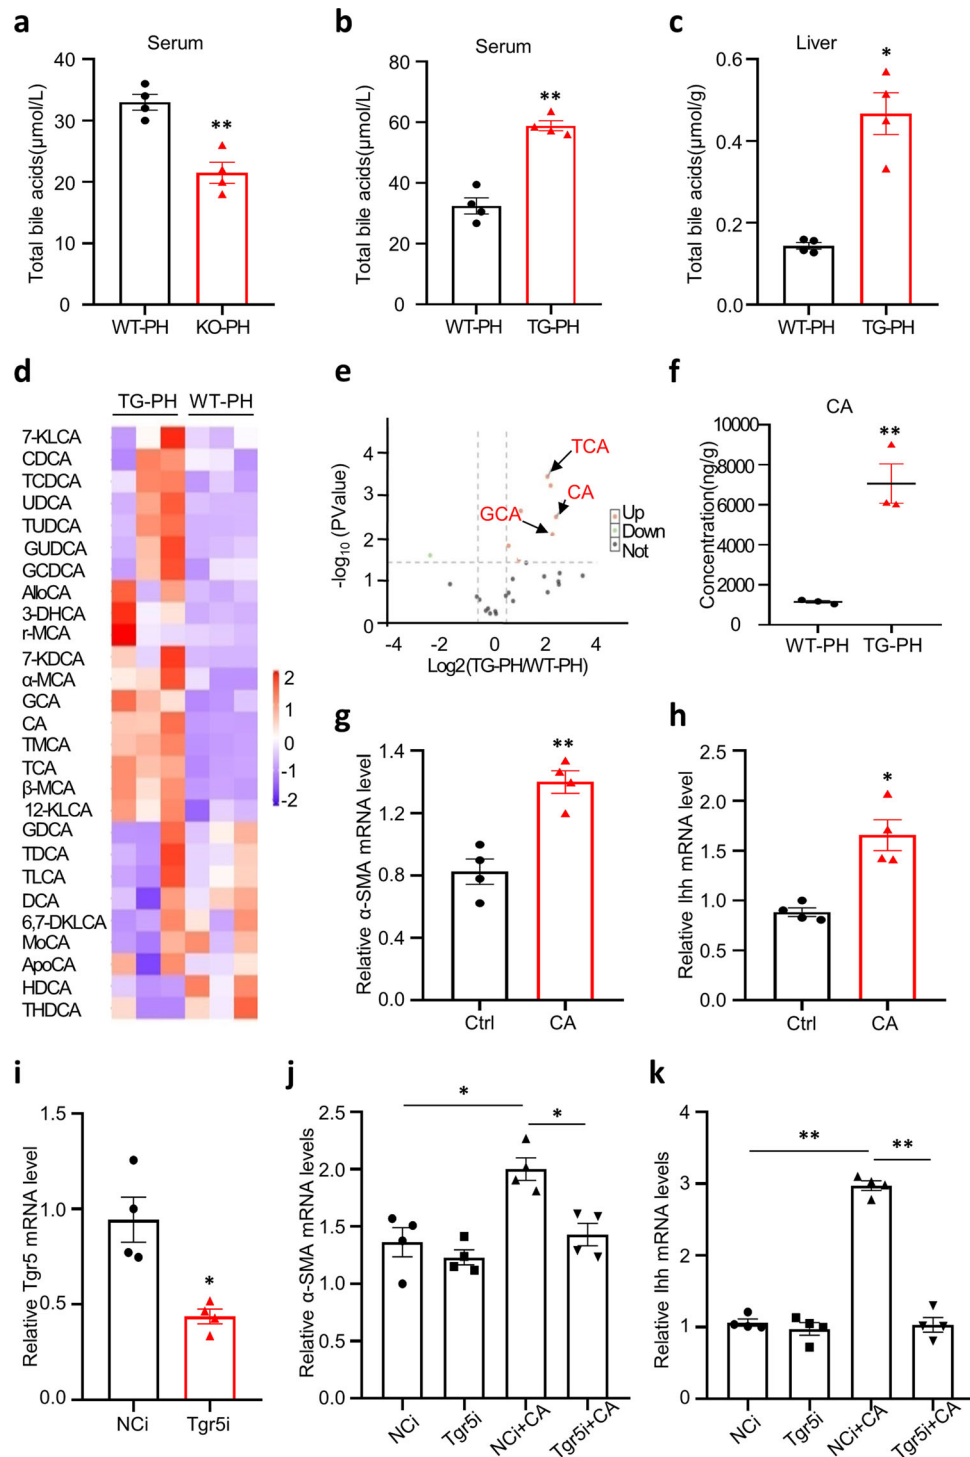 a
Serum
Total bile acids(μmol/L)
40
30
20
10
0
**
WT-PH KO-PH
b
Serum
Total bile acids(μmol/L)
80
60
40
20
0
**
WT-PH TG-PH
c
Liver
Total bile acids(μmol/g)
0.6
0.4
0.2
0.0
*
WT-PH TG-PH
d
TG-PH WT-PH
7-KLCA
CDCA
TCDCA
UDCA
TUDCA
GUDCA
GCDCA
AlloCA
3-DHCA
r-MCA
7-KDCA
α-MCA
GCA
CA
TMCA
TCA
β-MCA
12-KLCA
GDCA
TDCA
TLCA
DCA
6,7-DKLCA
MoCA
ApoCA
HDCA
THDCA
2
1
0
-1
-2
e
-log10 (PValue)
4
3
2
1
0
TCA
CA
GCA
Up
Down
Not
-4 -2 0 2 4
Log2(TG-PH/WT-PH)
f
CA
Concentration(ng/g)
10000
8000
6000
4000
2000
0
**
WT-PH TG-PH
g
Relative α-SMA mRNA level
1.4
1.2
0.8
0.4
0.0
**
Ctrl CA
h
Relative Ihh mRNA level
2.5
2.0
1.5
1.0
0.5
0.0
*
Ctrl CA
i
Relative Tgr5 mRNA level
1.5
1.0
0.5
0.0
*
NCi Tgr5i
j
Relative α-SMA mRNA levels
2.5
2.0
1.5
1.0
0.5
0.0
*
*
NCi Tgr5i NCi+CA Tgr5i+CA
k
Relative Ihh mRNA levels
4
3
2
1
0
**
**
NCi Tgr5i NCi+CA Tgr5i+CA